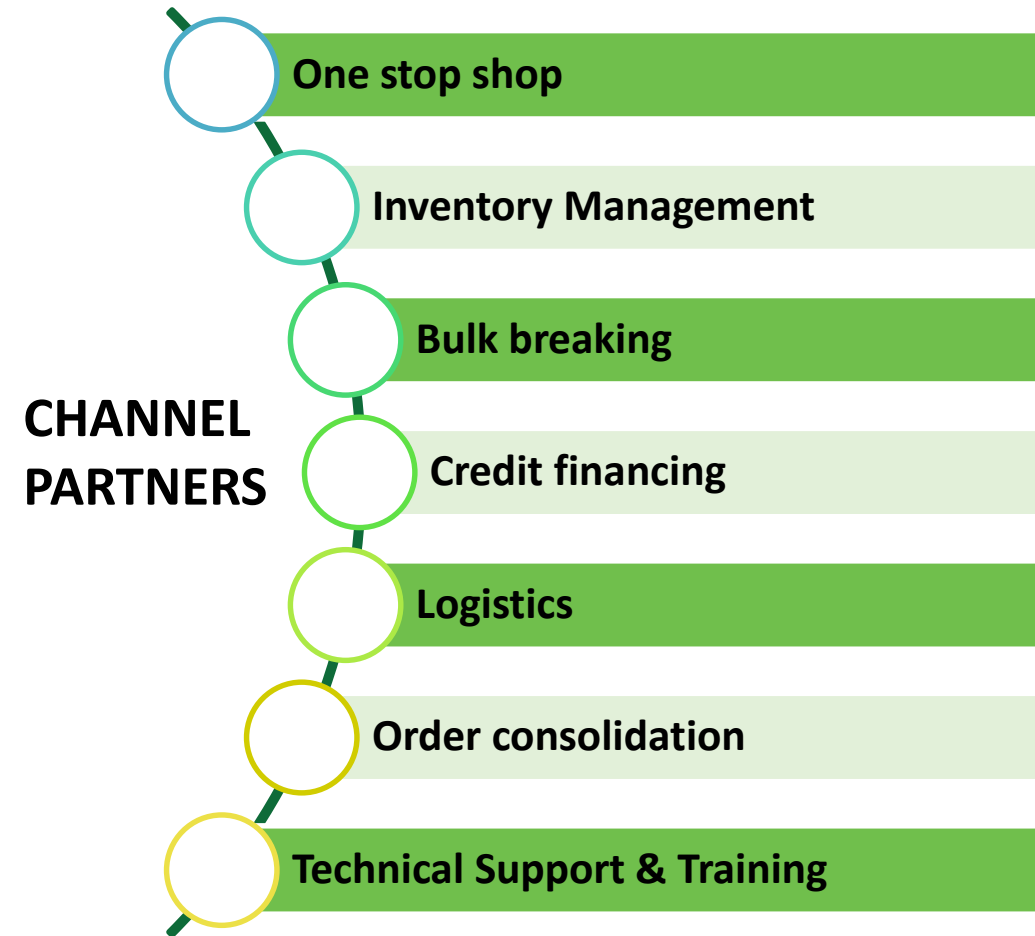 One stop shop
Inventory Management
Bulk breaking
CHANNEL
PARTNERS
Credit financing
Logistics
Order consolidation
Technical Support & Training